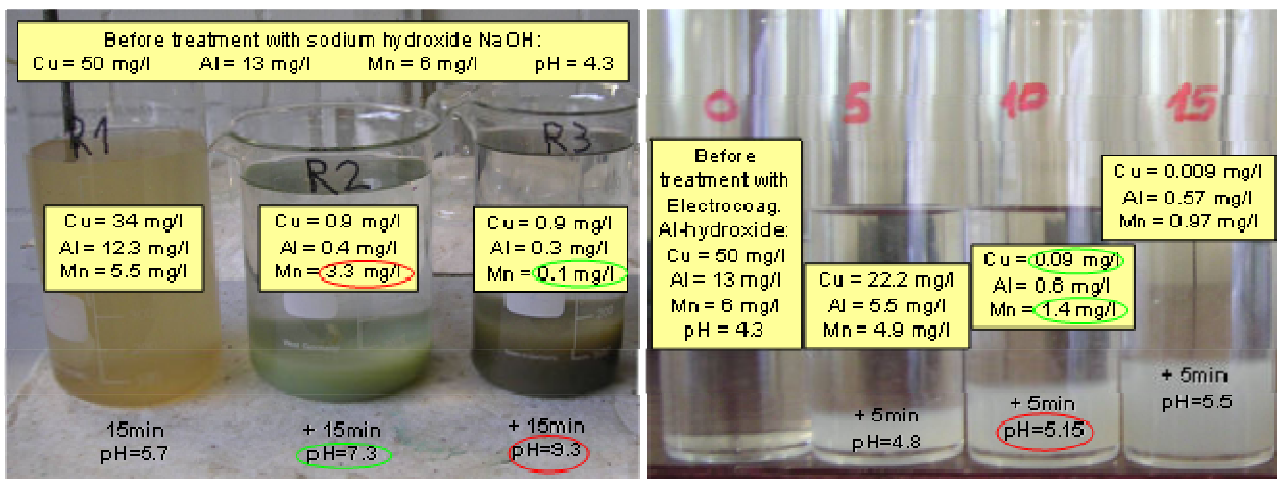 Before treatment with sodium hydroxide NaOH:
Cu = 50 mg/l Al = 13 mg/l Mn = 6 mg/l pH = 4.3
R1
R2
R3
Cu = 34 mg/l
Al = 12.3 mg/l
Mn = 5.5 mg/l
Cu = 0.9 mg/l
Al = 0.4 mg/l
Mn = 3.3 mg/l
Cu = 0.9 mg/l
Al = 0.3 mg/l
Mn = 0.1 mg/l
15min
pH=5.7
+ 15min
pH=7.3
+ 15min
pH=9.3
0
5
10
15
Before
treatment with
Electrocoag.
Al-hydroxide:
Cu = 50 mg/l
Al = 13 mg/l
Mn = 6 mg/l
pH = 4.3
Cu = 22.2 mg/l
Al = 5.5 mg/l
Mn = 4.9 mg/l
Cu = 0.09 mg/l
Al = 0.6 mg/l
Mn = 1.4 mg/l
Cu = 0.009 mg/l
Al = 0.57 mg/l
Mn = 0.97 mg/l
+ 5min
pH=4.8
+ 5min
pH=5.15
+ 5min
pH=5.5